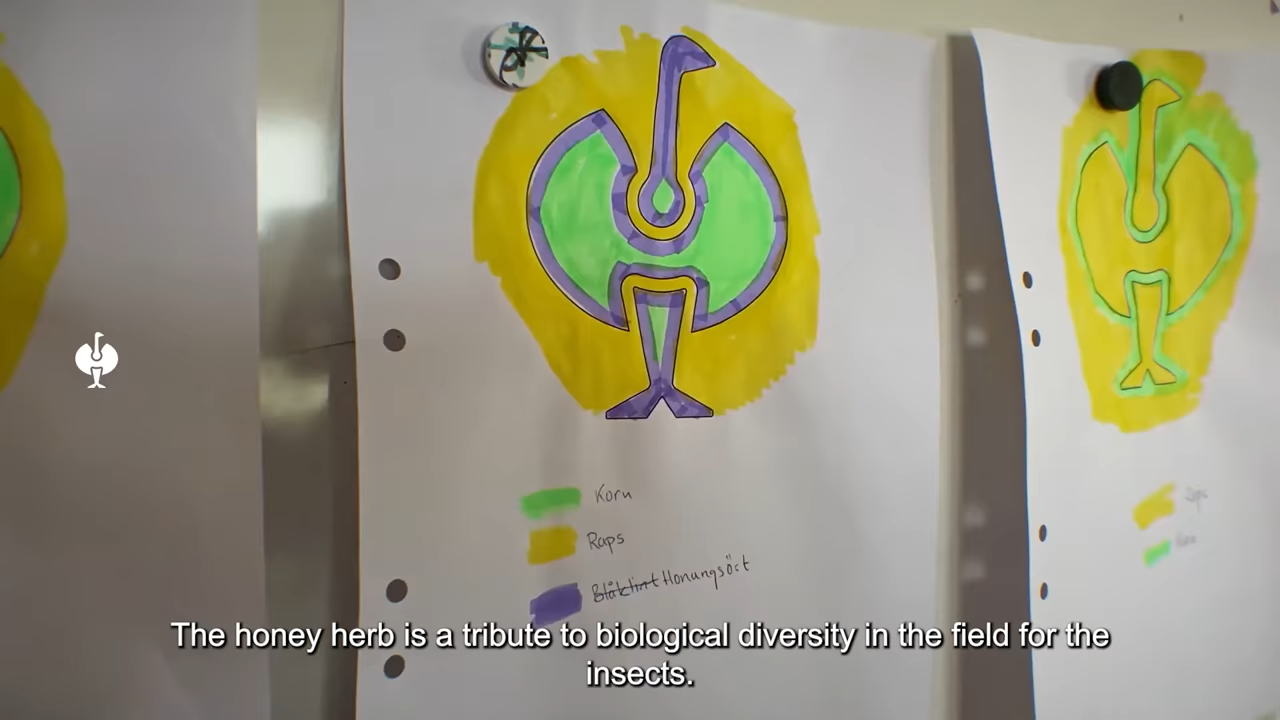 Korn
Raps
Blåklint Honungsört
The honey herb is a tribute to biological diversity in the field for the
insects.